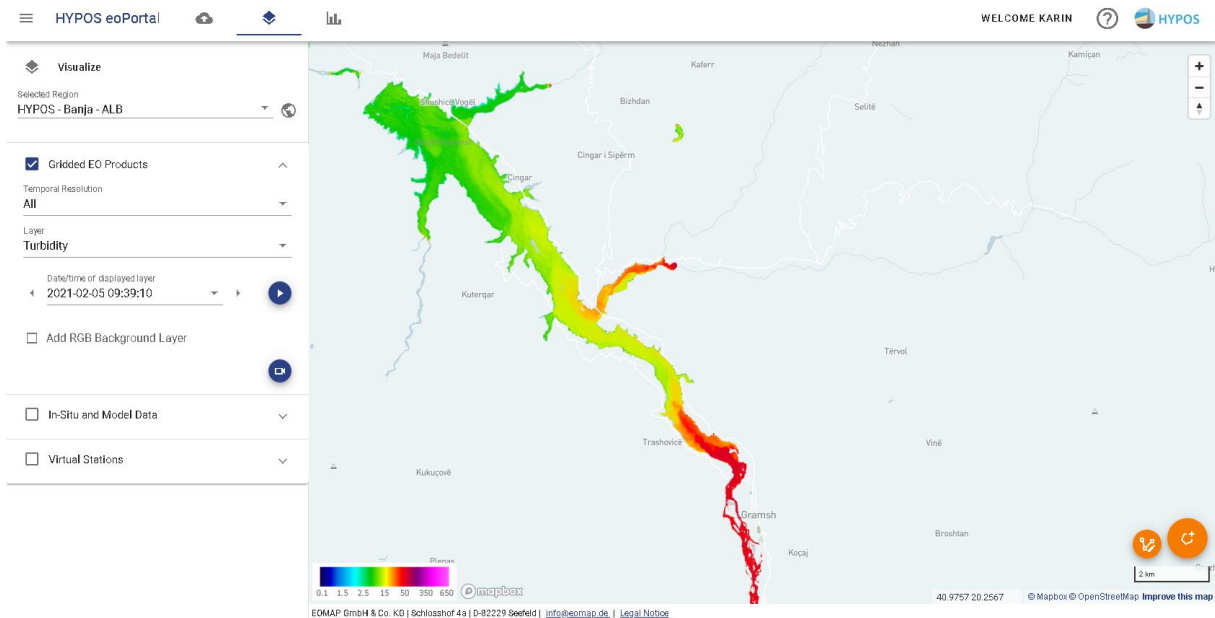 HYPOS eoPortal
WELCOME KARIN
?
HYPOS
Visualize
Selected Region
HYPOS - Banja - ALB
Gridded EO Products
Temporal Resolution
All
Layer
Turbidity
Date/time of displayed layer
2021-02-05 09:39:10
Add RGB Background Layer
In-Situ and Model Data
Virtual Stations
Maja Bedelit
Kaferr
Nezhan
Kamiçan
Shushicë Vogël
Bizhdan
Selitë
Cingar i Sipërm
Cingar
Kuterqar
H
Tërvol
Trashovicë
Vinë
Kukuçovë
Gramsh
Broshtan
Koçaj
Plepas
0.1 1.5 2.5 15 50 350 650
mapbox
2 km
40.9757 20.2567
© Mapbox © OpenStreetMap Improve this map
EOMAP GmbH & Co. KG | Schlosshof 4a | D-82229 Seefeld | info@eomap.de | Legal Notice